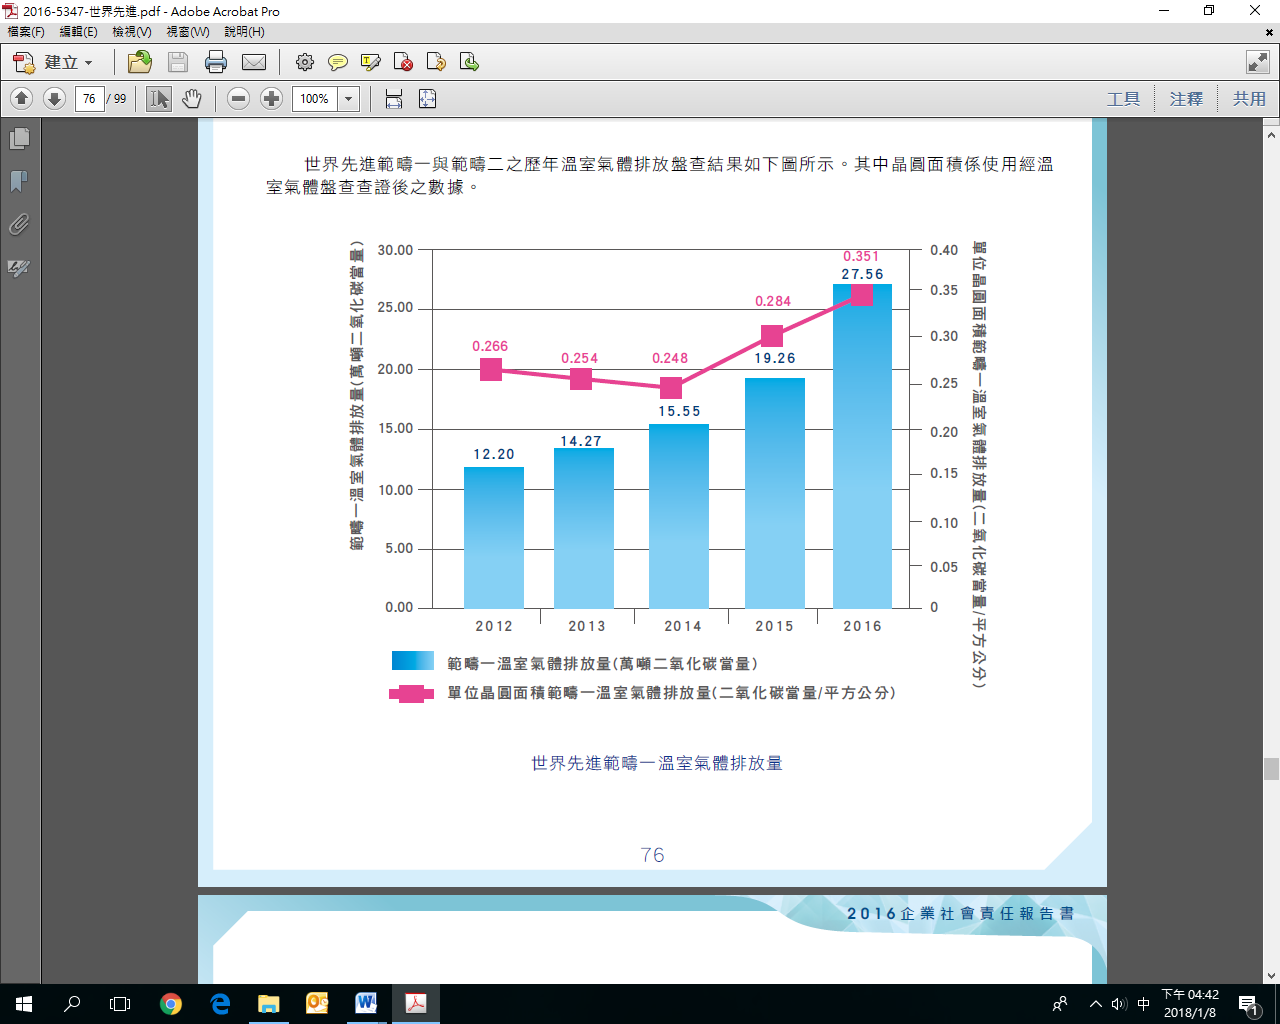 2016-5347-世界先進.pdf - Adobe Acrobat Pro
檔案(F) 編輯(E) 檢視(V) 視窗(W) 說明(H)
建立
76 / 99 100% 工具 注釋 共用
世界先進範疇一與範疇二之歷年溫室氣體排放盤查結果如下圖所示。其中晶圓面積係使用經溫
室氣體盤查查證後之數據。
範疇一溫室氣體排放量(萬噸二氧化碳當量)
30.00
25.00
20.00
15.00
10.00
5.00
0.00
0.266
0.254
0.248
0.284
0.351
12.20
14.27
15.55
19.26
27.56
0.40
0.35
0.30
0.25
0.20
0.15
0.10
0.05
0
單位晶圓面積範疇一溫室氣體排放量(二氧化碳當量/平方公分)
2012 2013 2014 2015 2016
範疇一溫室氣體排放量(萬噸二氧化碳當量)
單位晶圓面積範疇一溫室氣體排放量(二氧化碳當量/平方公分)
世界先進範疇一溫室氣體排放量
76
2016企業社會責任報告書
中
下午 04:42
2018/1/8
1